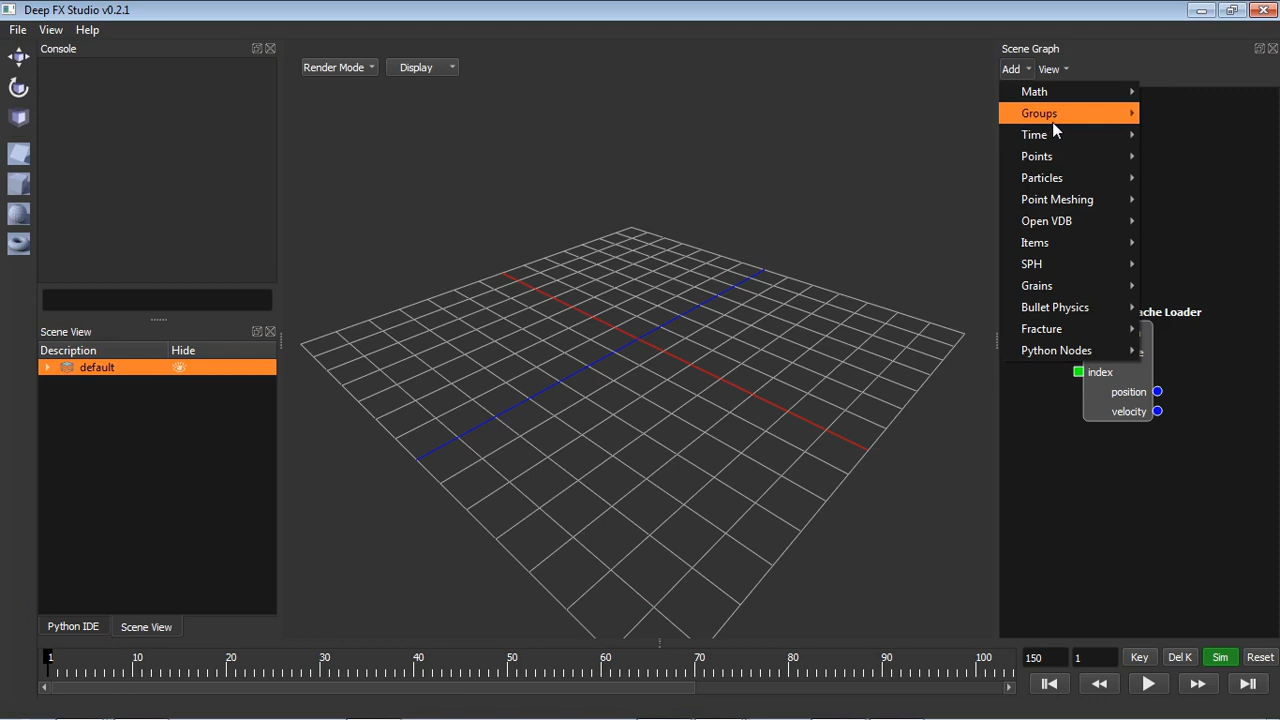 Deep FX Studio v0.2.1
File View Help
Console
Render Mode
Display
Scene Graph
Add View
Math
Groups
Time
Points
Particles
Point Meshing
Open VDB
Items
SPH
Grains
Bullet Physics
Fracture
Python Nodes
ache Loader
e
index
position
velocity
Scene View
Description Hide
default
Python IDE Scene View
1 10 20 30 40 50 60 70 80 90 100
150 1 Key Del K Sim Reset